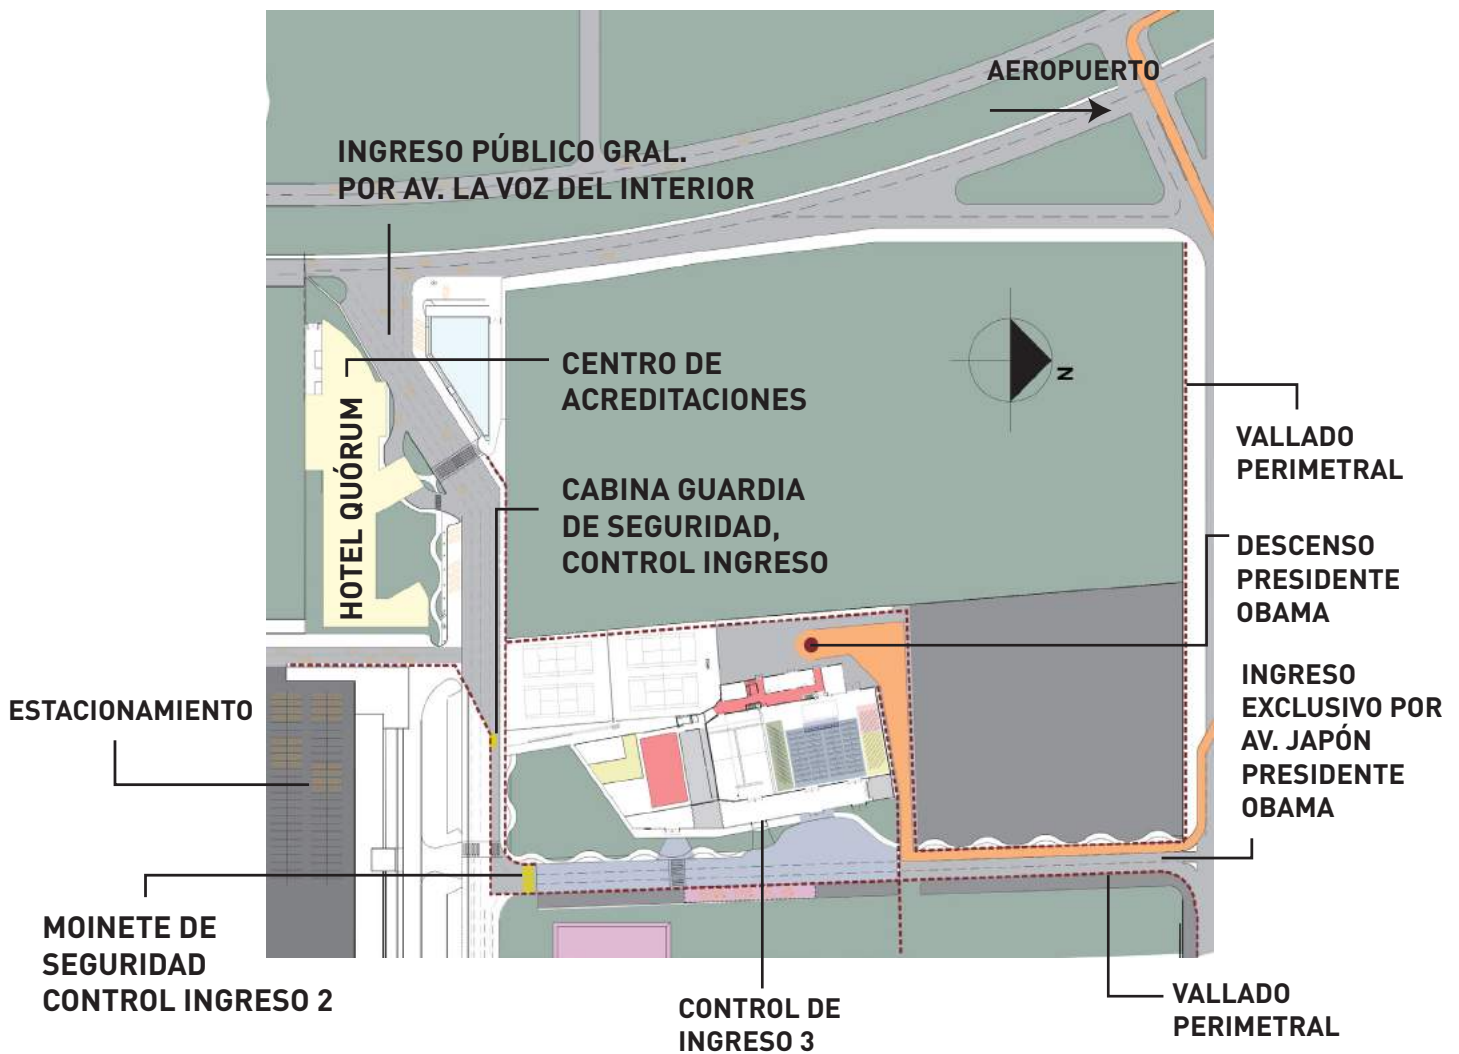 AEROPUERTO
INGRESO PÚBLICO GRAL.
POR AV. LA VOZ DEL INTERIOR
CENTRO DE
ACREDITACIONES
N
VALLADO
PERIMETRAL
HOTEL QUÓRUM
CABINA GUARDIA
DE SEGURIDAD,
CONTROL INGRESO
DESCENSO
PRESIDENTE
OBAMA
ESTACIONAMIENTO
INGRESO
EXCLUSIVO POR
AV. JAPÓN
PRESIDENTE
OBAMA
MOINETE DE
SEGURIDAD
CONTROL INGRESO 2
CONTROL DE
INGRESO 3
VALLADO
PERIMETRAL